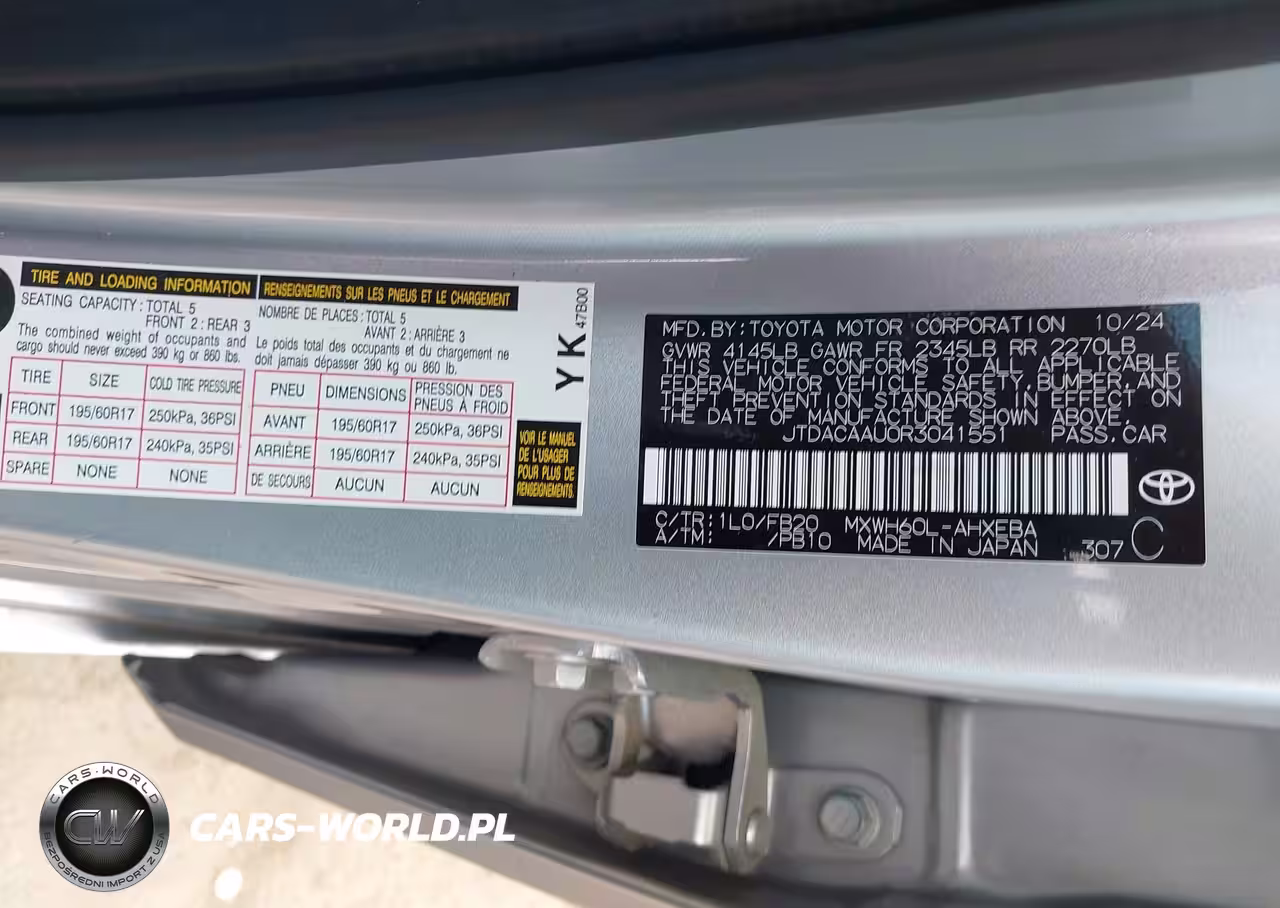 TIRE AND LOADING INFORMATION
RENSEIGNEMENTS SUR LES PNEUS ET LE CHARGEMENT
SEATING CAPACITY : TOTAL 5
FRONT 2 : REAR 3
The combined weight of occupants and
cargo should never exceed 390 kg or 860 lbs.
NOMBRE DE PLACES : TOTAL 5
AVANT 2 : ARRIÈRE 3
Le poids total des occupants et du chargement ne
doit jamais dépasser 390 kg ou 860 lb.
TIRE SIZE COLD TIRE PRESSURE
FRONT 195/60R17 250kPa, 36PSI
REAR 195/60R17 240kPa, 35PSI
SPARE NONE NONE
PNEU DIMENSIONS PRESSION DES PNEUS À FROID
AVANT 195/60R17 250kPa, 36PSI
ARRIÈRE 195/60R17 240kPa, 35PSI
DE SECOURS AUCUN AUCUN
YK 47B00
VOIR LE MANUEL
DE L'USAGER
POUR PLUS DE
RENSEIGNEMENTS.
MFD. BY: TOYOTA MOTOR CORPORATION 10/24
GVWR 4145LB GAWR FR 2345LB RR 2270LB
THIS VEHICLE CONFORMS TO ALL APPLICABLE
FEDERAL MOTOR VEHICLE SAFETY, BUMPER, AND
THEFT PREVENTION STANDARDS IN EFFECT ON
THE DATE OF MANUFACTURE SHOWN ABOVE.
JTDACAAU0R3041551 PASS. CAR
C/TR: 1L0/FB20 MXWH60L-AHXEBA
A/TM: /PB10 MADE IN JAPAN 307 C
CARS-WORLD
CW
BEZPOŚREDNI IMPORT Z USA
CARS-WORLD.PL